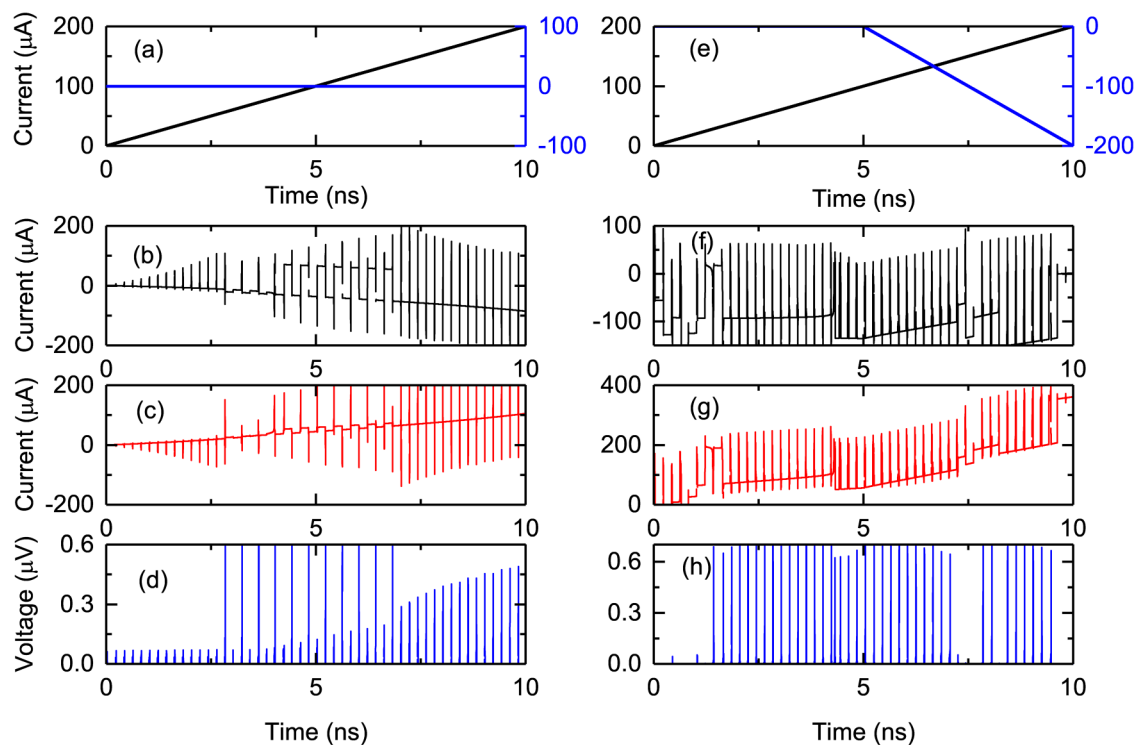 200 (a) 100 200 (e) 0
Current (μA) 100 0 Current (μA) 100 -100
0 -100 0 -200
0 5 10 0 5 10
Time (ns) Time (ns)
200 (b) 100 (f)
Current (μA) 0 0
-200 -100
0 5 10 0 5 10
200 (c) 400 (g)
Current (μA) 0 200
-200 0
0 5 10 0 5 10
0.6 (d) 0.6 (h)
Voltage (μV) 0.3 0.3
0.0 0.0
0 5 10 0 5 10
Time (ns) Time (ns)